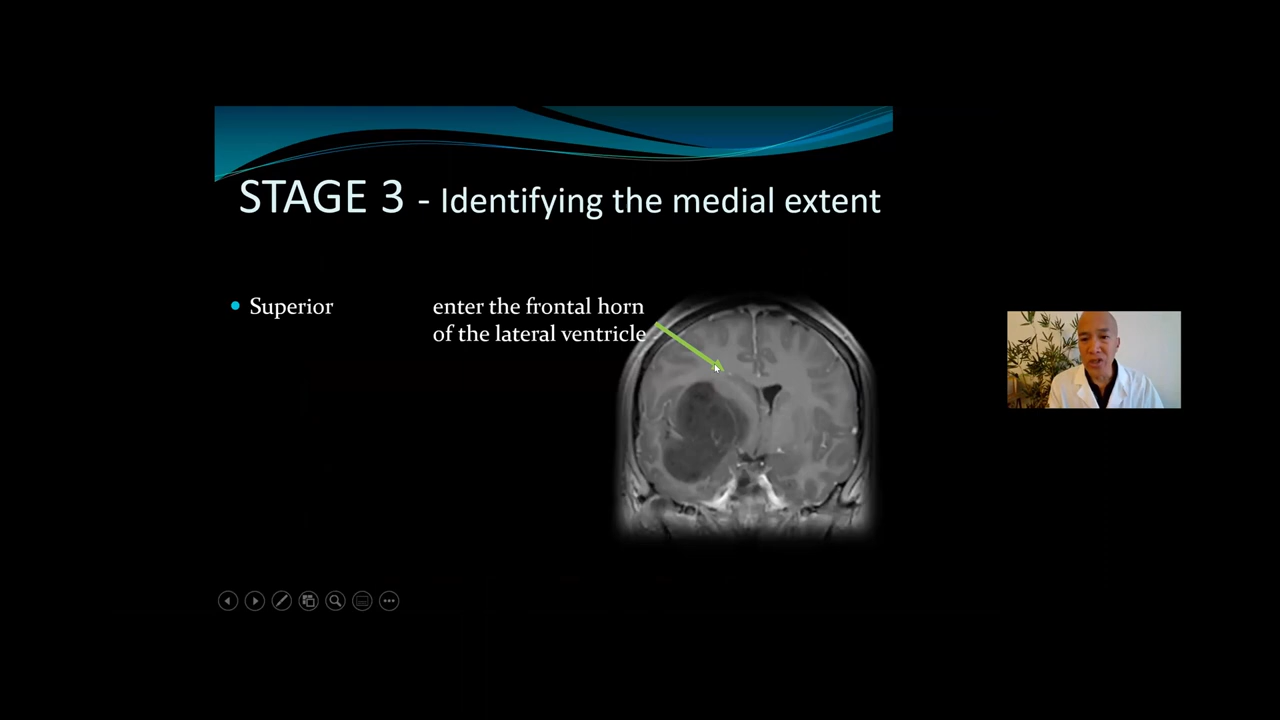 STAGE 3 - Identifying the medial extent
Superior enter the frontal horn
of the lateral ventricle